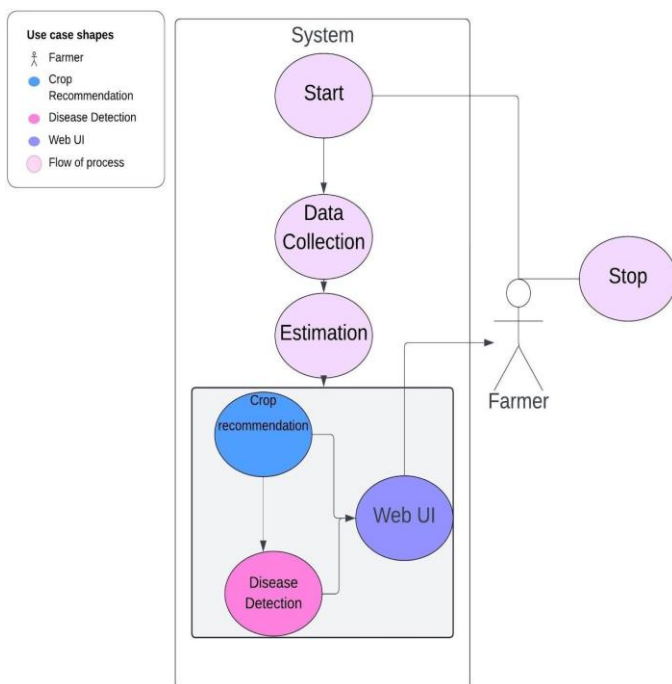 Use case shapes
Farmer
Crop
Recommendation
Disease Detection
Web UI
Flow of process
System
Start
Data
Collection
Stop
Estimation
Farmer
Crop
recommendation
Web UI
Disease
Detection